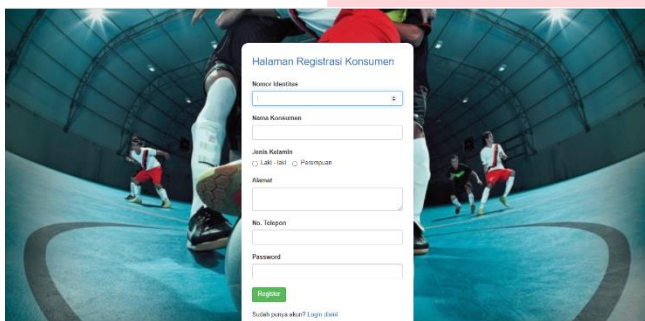 Halaman Registrasi Konsumen
Nomor Identitas
Nama Konsumen
Jenis Kelamin
Laki - laki Perempuan
Alamat
No. Telepon
Password
Register
Sudah punya akun? Login disini